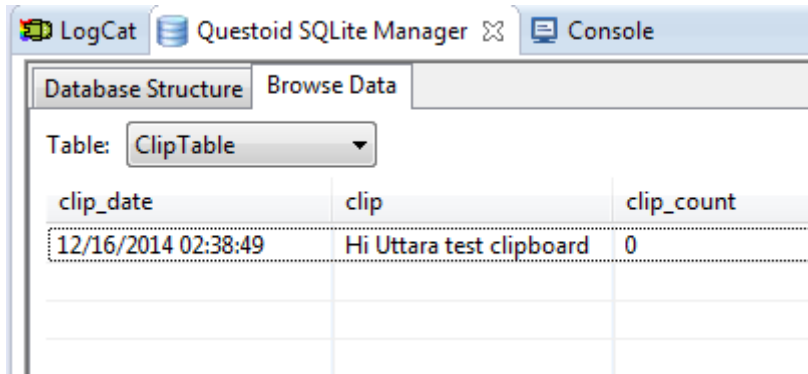 LogCat Questoid SQLite Manager Console
Database Structure Browse Data
Table: ClipTable
clip_date clip clip_count
12/16/2014 02:38:49 Hi Uttara test clipboard 0